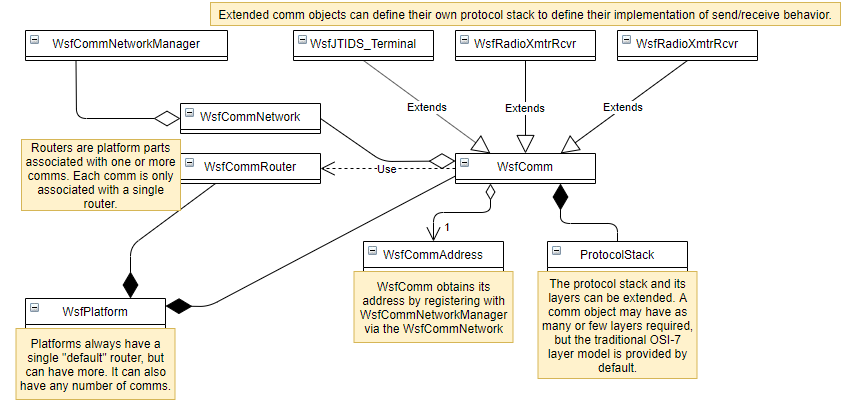 Extended comm objects can define their own protocol stack to define their implementation of send/receive behavior.
WsfCommNetworkManager
WsfJTIDS_Terminal
WsfRadioXmtrRcvr
WsfRadioXmtrRcvr
Extends
Extends
Extends
WsfCommNetwork
Routers are platform parts
associated with one or more
comms. Each comm is only
associated with a single
router.
WsfCommRouter
Use
WsfComm
1
WsfCommAddress
ProtocolStack
WsfComm obtains its
address by registering with
WsfCommNetworkManager
via the WsfCommNetwork
The protocol stack and its
layers can be extended. A
comm object may have as
many or few layers required,
but the traditional OSI-7
layer model is provided by
default.
WsfPlatform
Platforms always have a
single "default" router, but
can have more. It can also
have any number of comms.